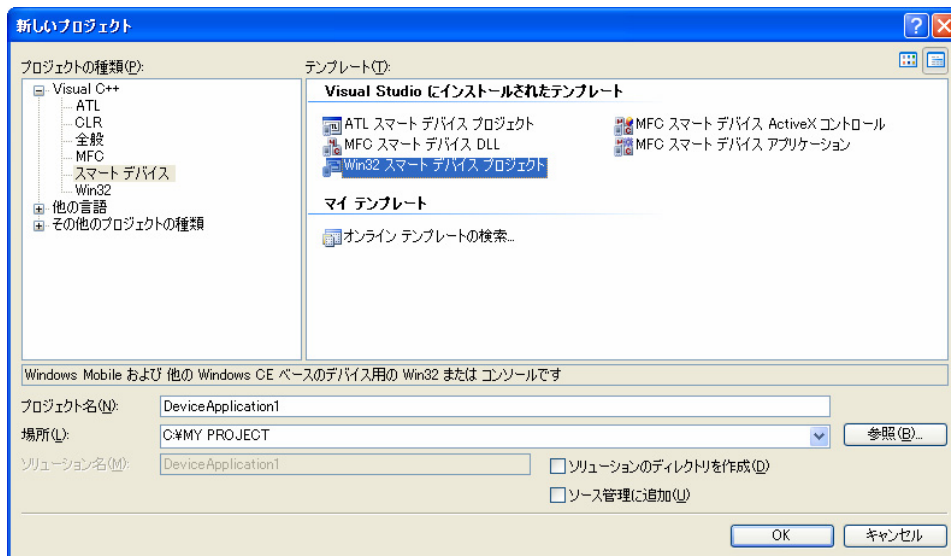 新しいプロジェクト
プロジェクトの種類(P):
テンプレート(T):
Visual C++
ATL
CLR
全般
MFC
スマート デバイス
Win32
他の言語
その他のプロジェクトの種類
Visual Studio にインストールされたテンプレート
ATL スマート デバイス プロジェクト
MFC スマート デバイス ActiveX コントロール
MFC スマート デバイス DLL
MFC スマート デバイス アプリケーション
Win32 スマート デバイス プロジェクト
マイ テンプレート
オンライン テンプレートの検索...
Windows Mobile および 他の Windows CE ベースのデバイス用の Win32 または コンソールです
プロジェクト名(N):
DeviceApplication1
場所(L):
C:¥MY PROJECT
参照(B)...
ソリューション名(M):
DeviceApplication1
ソリューションのディレクトリを作成(D)
ソース管理に追加(U)
OK
キャンセル